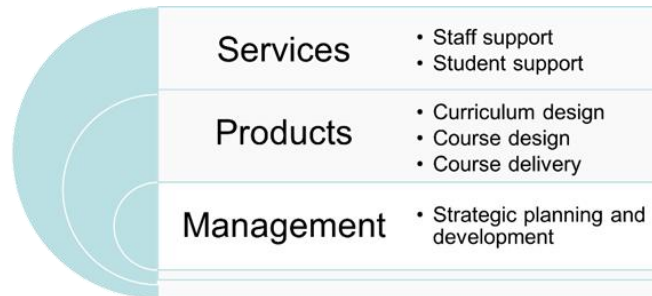 Services
• Staff support
• Student support
Products
• Curriculum design
• Course design
• Course delivery
Management
• Strategic planning and
development